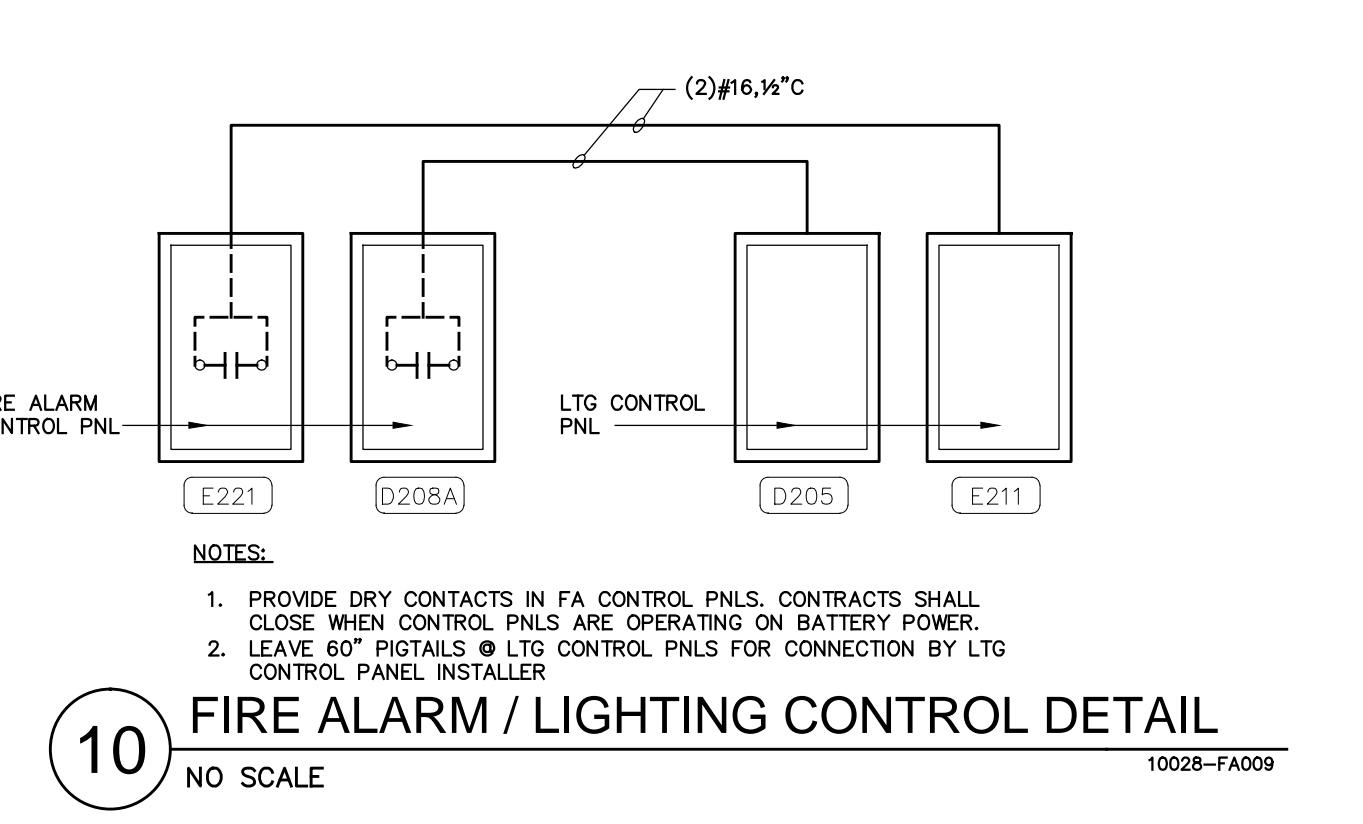 (2)#16,½"C
RE ALARM
NTROL PNL
LTG CONTROL
PNL
E221
D208A
D205
E211
NOTES:
1. PROVIDE DRY CONTACTS IN FA CONTROL PNLS. CONTRACTS SHALL
CLOSE WHEN CONTROL PNLS ARE OPERATING ON BATTERY POWER.
2. LEAVE 60" PIGTAILS @ LTG CONTROL PNLS FOR CONNECTION BY LTG
CONTROL PANEL INSTALLER
10
FIRE ALARM / LIGHTING CONTROL DETAIL
NO SCALE
10028-FA009